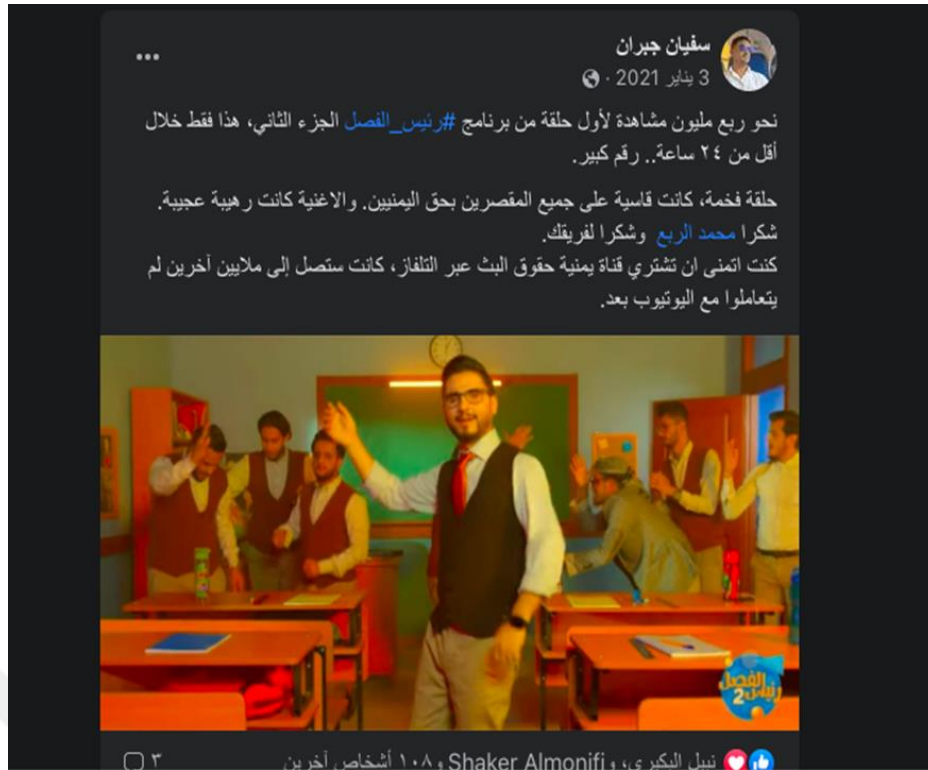 سفيان جبران
3 يناير 2021 ·
نحو ربع مليون مشاهدة لأول حلقة من برنامج #رئيس_الفصل الجزء الثاني، هذا فقط خلال
أقل من ٢٤ ساعة.. رقم كبير.
حلقة فخمة، كانت قاسية على جميع المقصرين بحق اليمنيين. والاغنية كانت رهيبة عجيبة.
شكرا محمد الربع وشكرا لفريقك.
كنت اتمنى ان تشتري قناة يمنية حقوق البث عبر التلفاز، كانت ستصل إلى ملايين آخرين لم
يتعاملوا مع اليوتيوب بعد.
رئيس الفصل 2
نبيل البكيري، و Shaker Almonifi و ١٠٨ أشخاص آخرين
٣